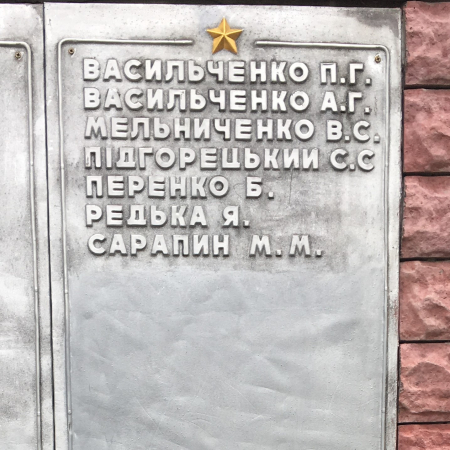 ВАСИЛЬЧЕНКО П.Г.
ВАСИЛЬЧЕНКО А.Г.
МЕЛЬНИЧЕНКО В.С.
ПІДГОРЕЦЬКИЙ С.С
ПЕРЕНКО Б.
РЕДЬКА Я.
САРАПИН М.М.